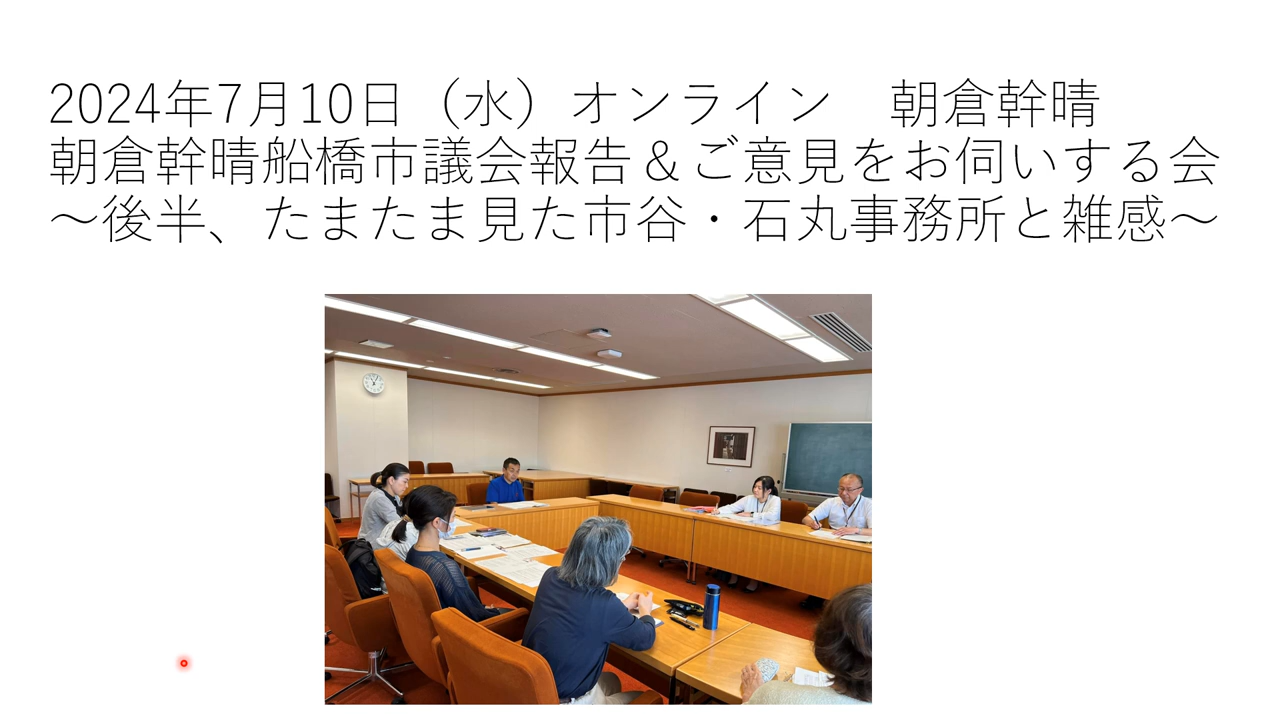 2024年7月10日（水）オンライン　朝倉幹晴
朝倉幹晴船橋市議会報告＆ご意見をお伺いする会
～後半、たまたま見た市谷・石丸事務所と雑感～